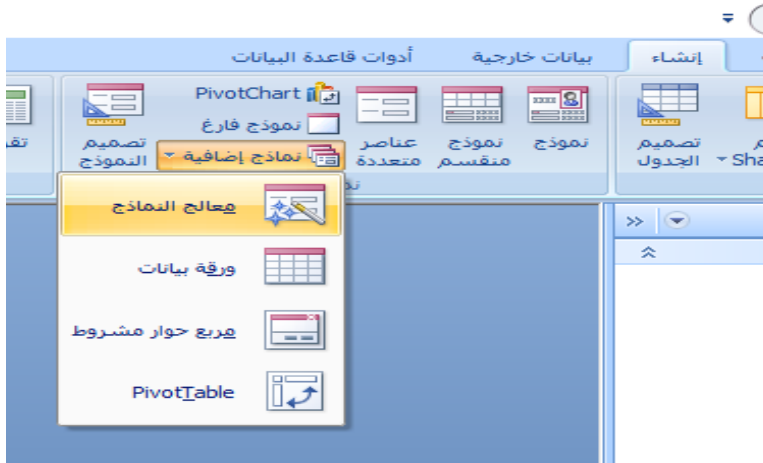 إنشاء
بيانات خارجية
أدوات قاعدة البيانات
تصميم
الجدول
Sha
نموذج
نموذج
منقسم
عناصر
متعددة
PivotChart
نموذج فارغ
نماذج إضافية
تصميم
النموذج
معالج النماذج
ورقة بيانات
مربع حوار مشروط
PivotTable